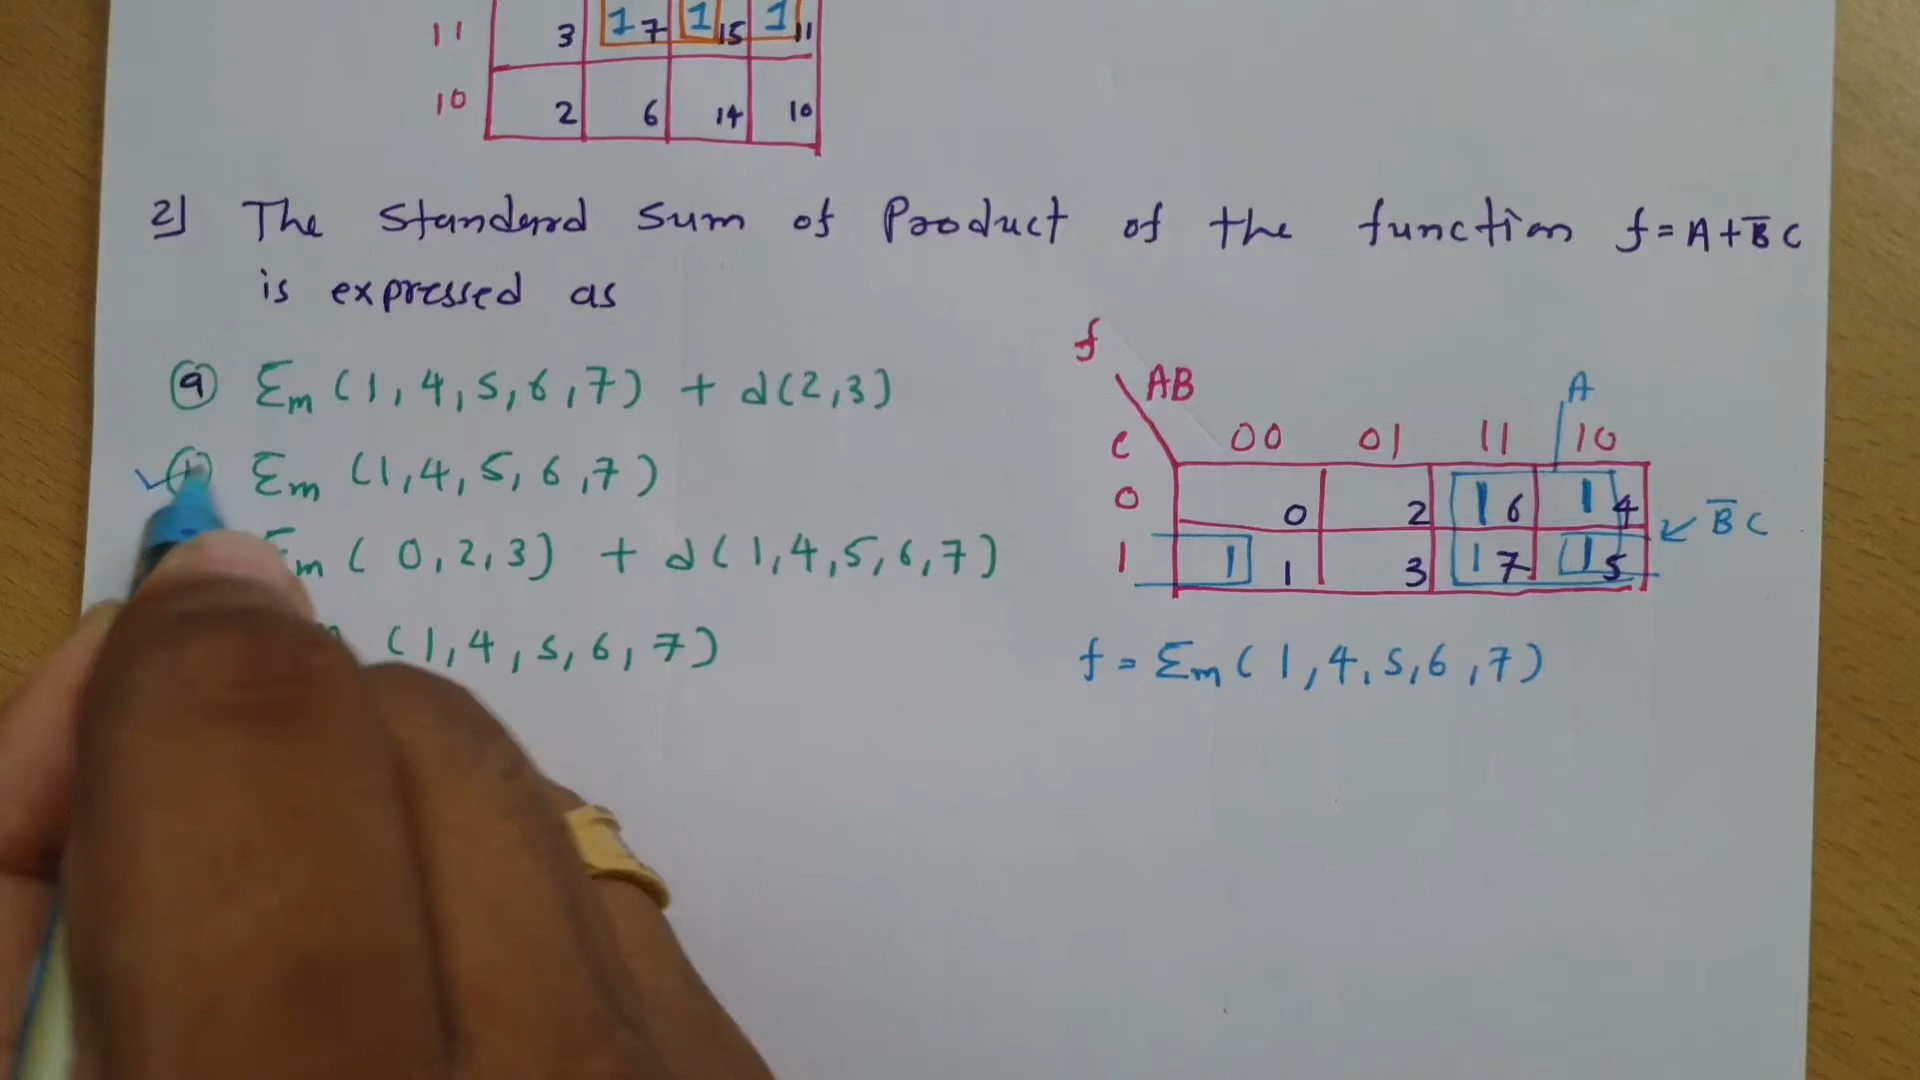 11 3 1 7 1 15 1 11
10 2 6 14 10
2) The Standard Sum of Product of the function f = A + B̅ C
is expressed as
f
AB A
C 00 01 11 10
0 0 2 1 6 1 4
1 1 1 3 1 7 1 5
B̅ C
(a) Σm (1, 4, 5, 6, 7) + d(2, 3)
Σm (1, 4, 5, 6, 7)
Σm ( 0, 2, 3) + d(1, 4, 5, 6, 7)
(1, 4, 5, 6, 7)
f = Σm ( 1, 4, 5, 6, 7)